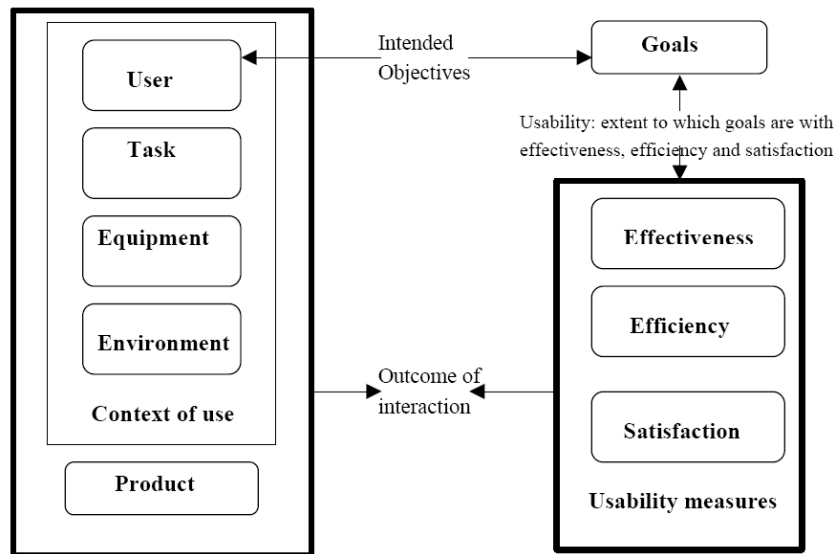 User
Task
Equipment
Environment
Context of use
Product
Intended
Objectives
Goals
Usability: extent to which goals are with
effectiveness, efficiency and satisfaction
Outcome of
interaction
Effectiveness
Efficiency
Satisfaction
Usability measures